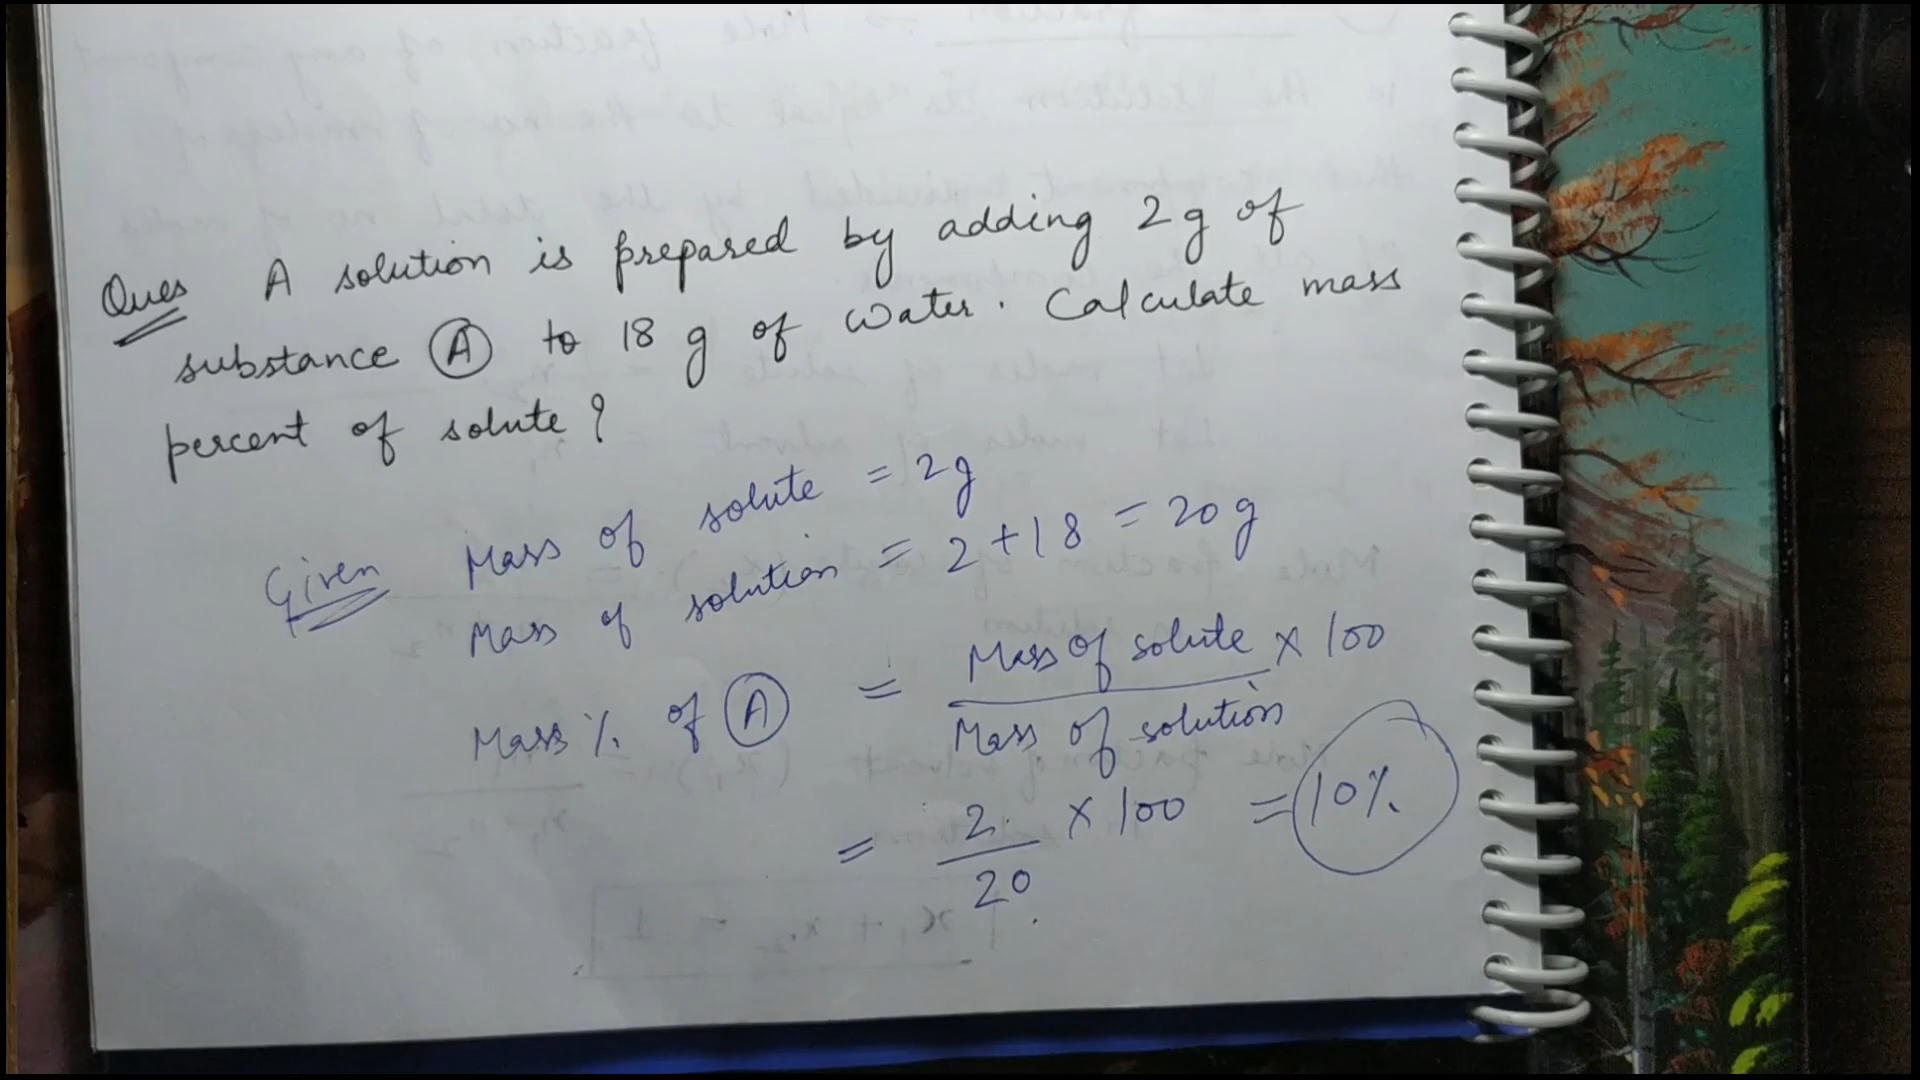 Ques A solution is prepared by adding 2g of
substance A to 18 g of water. Calculate mass
percent of solute?
Given Mass of solute = 2g
Mass of solution = 2+18 = 20g
Mass % of A = Mass of solute × 100
Mass of solution
= 2 × 100 = 10%
20